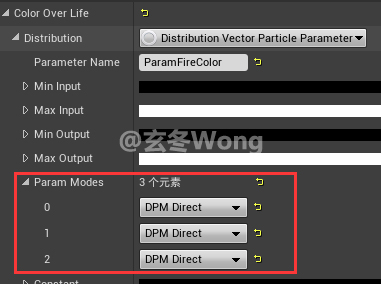 Color Over Life
Distribution Distribution Vector Particle Parameter
Parameter Name ParamFireColor
Min Input
Max Input
Min Output
@玄冬Wong
Max Output
Param Modes 3 个元素
0 DPM Direct
1 DPM Direct
2 DPM Direct
Constant